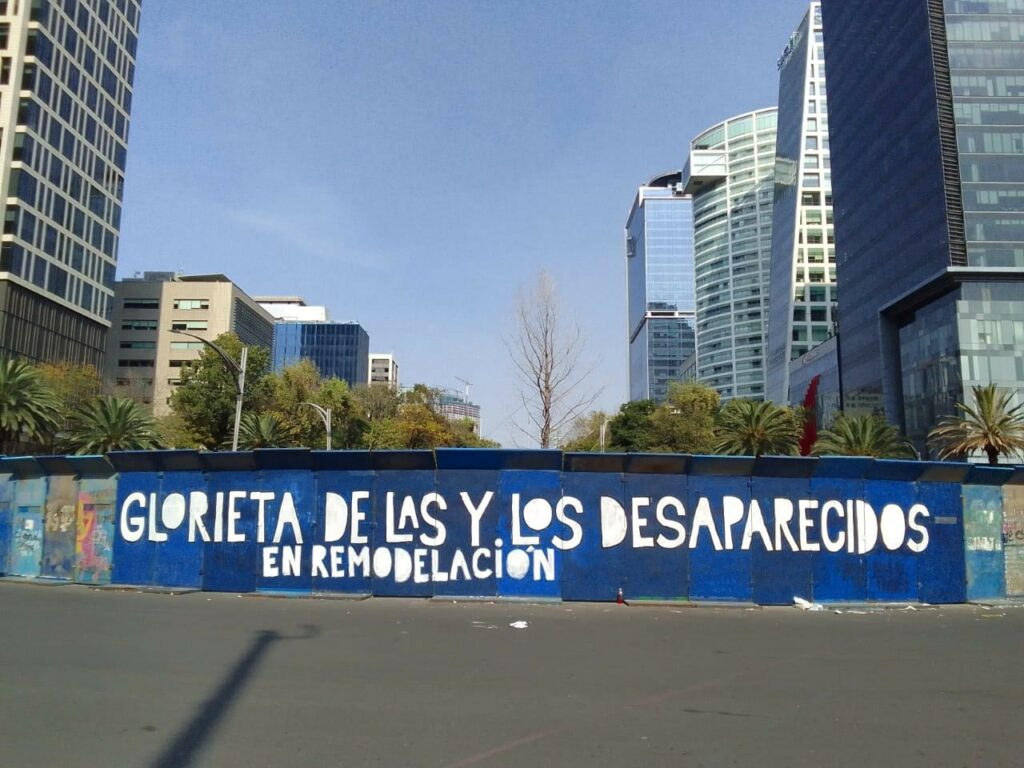 GLORIETA DE LAS Y LOS DESAPARECIDOS
EN REMODELACIÓN